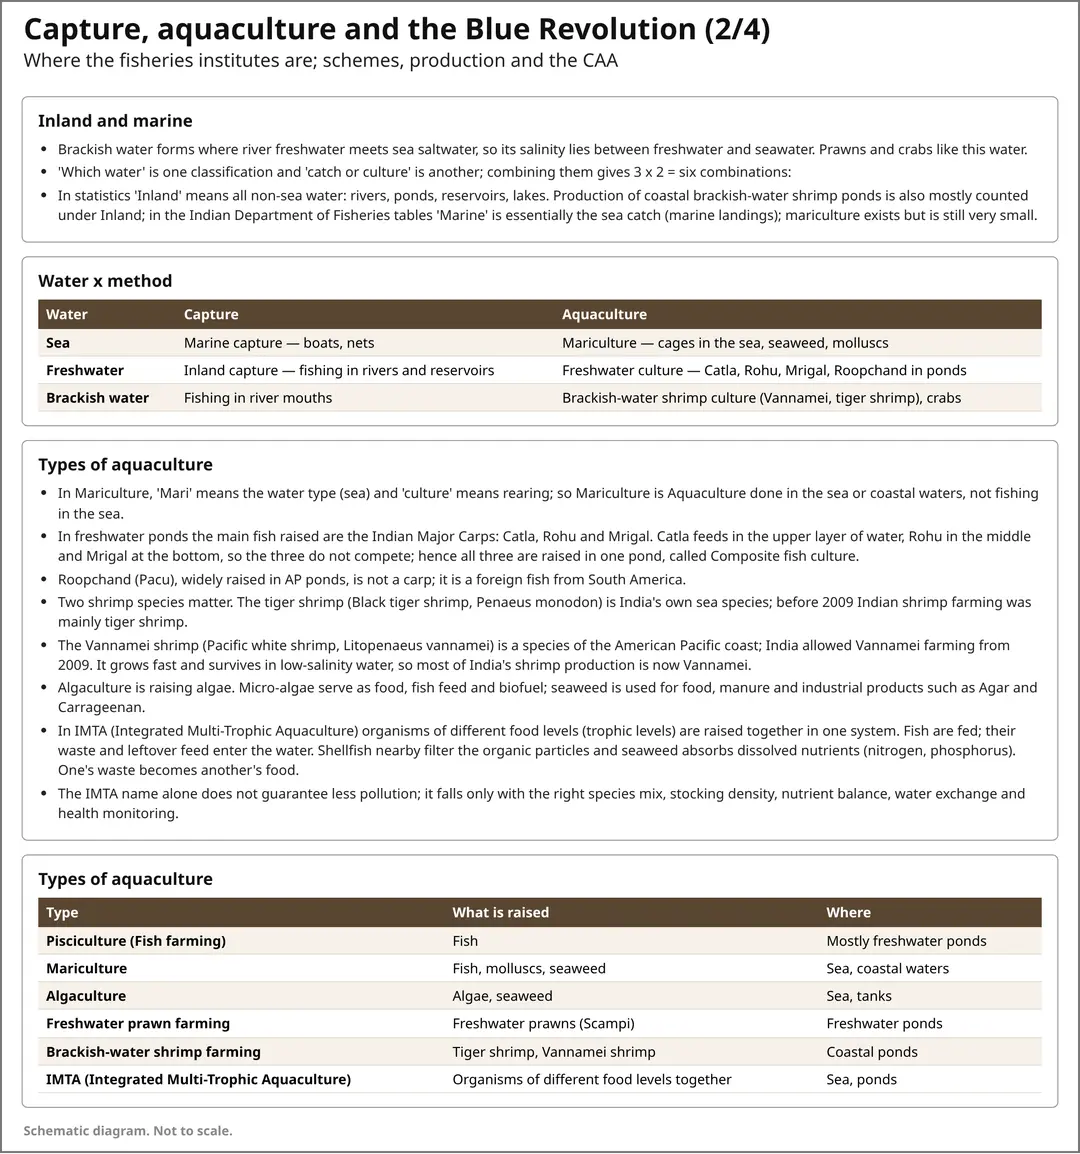 Capture, aquaculture and the Blue Revolution (2/4)
Where the fisheries institutes are; schemes, production and the CAA
Inland and marine
• Brackish water forms where river freshwater meets sea saltwater, so its salinity lies between freshwater and seawater. Prawns and crabs like this water.
• 'Which water' is one classification and 'catch or culture' is another; combining them gives 3 x 2 = six combinations:
• In statistics 'Inland' means all non-sea water: rivers, ponds, reservoirs, lakes. Production of coastal brackish-water shrimp ponds is also mostly counted
under Inland; in the Indian Department of Fisheries tables 'Marine' is essentially the sea catch (marine landings); mariculture exists but is still very small.
Water x method
Water Capture Aquaculture
Sea Marine capture — boats, nets Mariculture — cages in the sea, seaweed, molluscs
Freshwater Inland capture — fishing in rivers and reservoirs Freshwater culture — Catla, Rohu, Mrigal, Roopchand in ponds
Brackish water Fishing in river mouths Brackish-water shrimp culture (Vannamei, tiger shrimp), crabs
Types of aquaculture
• In Mariculture, 'Mari' means the water type (sea) and 'culture' means rearing; so Mariculture is Aquaculture done in the sea or coastal waters, not fishing
in the sea.
• In freshwater ponds the main fish raised are the Indian Major Carps: Catla, Rohu and Mrigal. Catla feeds in the upper layer of water, Rohu in the middle
and Mrigal at the bottom, so the three do not compete; hence all three are raised in one pond, called Composite fish culture.
• Roopchand (Pacu), widely raised in AP ponds, is not a carp; it is a foreign fish from South America.
• Two shrimp species matter. The tiger shrimp (Black tiger shrimp, Penaeus monodon) is India's own sea species; before 2009 Indian shrimp farming was
mainly tiger shrimp.
• The Vannamei shrimp (Pacific white shrimp, Litopenaeus vannamei) is a species of the American Pacific coast; India allowed Vannamei farming from
2009. It grows fast and survives in low-salinity water, so most of India's shrimp production is now Vannamei.
• Algaculture is raising algae. Micro-algae serve as food, fish feed and biofuel; seaweed is used for food, manure and industrial products such as Agar and
Carrageenan.
• In IMTA (Integrated Multi-Trophic Aquaculture) organisms of different food levels (trophic levels) are raised together in one system. Fish are fed; their
waste and leftover feed enter the water. Shellfish nearby filter the organic particles and seaweed absorbs dissolved nutrients (nitrogen, phosphorus).
One's waste becomes another's food.
• The IMTA name alone does not guarantee less pollution; it falls only with the right species mix, stocking density, nutrient balance, water exchange and
health monitoring.
Types of aquaculture
Type What is raised Where
Pisciculture (Fish farming) Fish Mostly freshwater ponds
Mariculture Fish, molluscs, seaweed Sea, coastal waters
Algaculture Algae, seaweed Sea, tanks
Freshwater prawn farming Freshwater prawns (Scampi) Freshwater ponds
Brackish-water shrimp farming Tiger shrimp, Vannamei shrimp Coastal ponds
IMTA (Integrated Multi-Trophic Aquaculture) Organisms of different food levels together Sea, ponds
Schematic diagram. Not to scale.